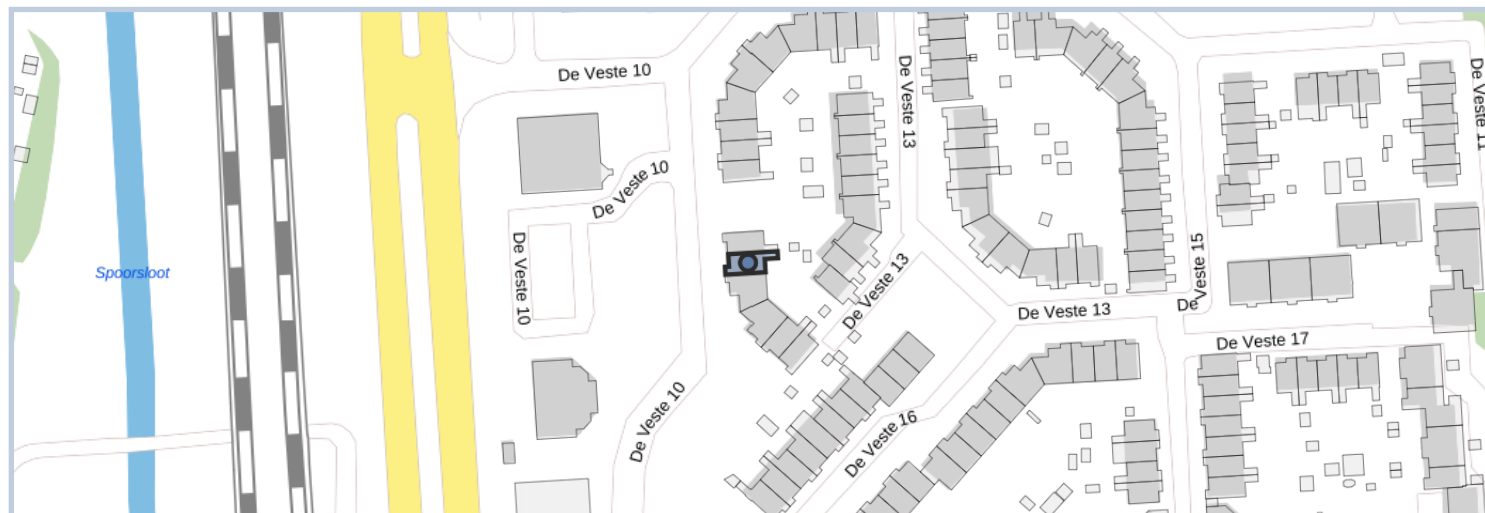 De Veste 10
De Veste 13
De Veste 11
De Veste 10
De Veste 10
Spoorsloot
De Veste 13
De Veste 15
De
De Veste 13
De Veste 17
De Veste 10
De Veste 16